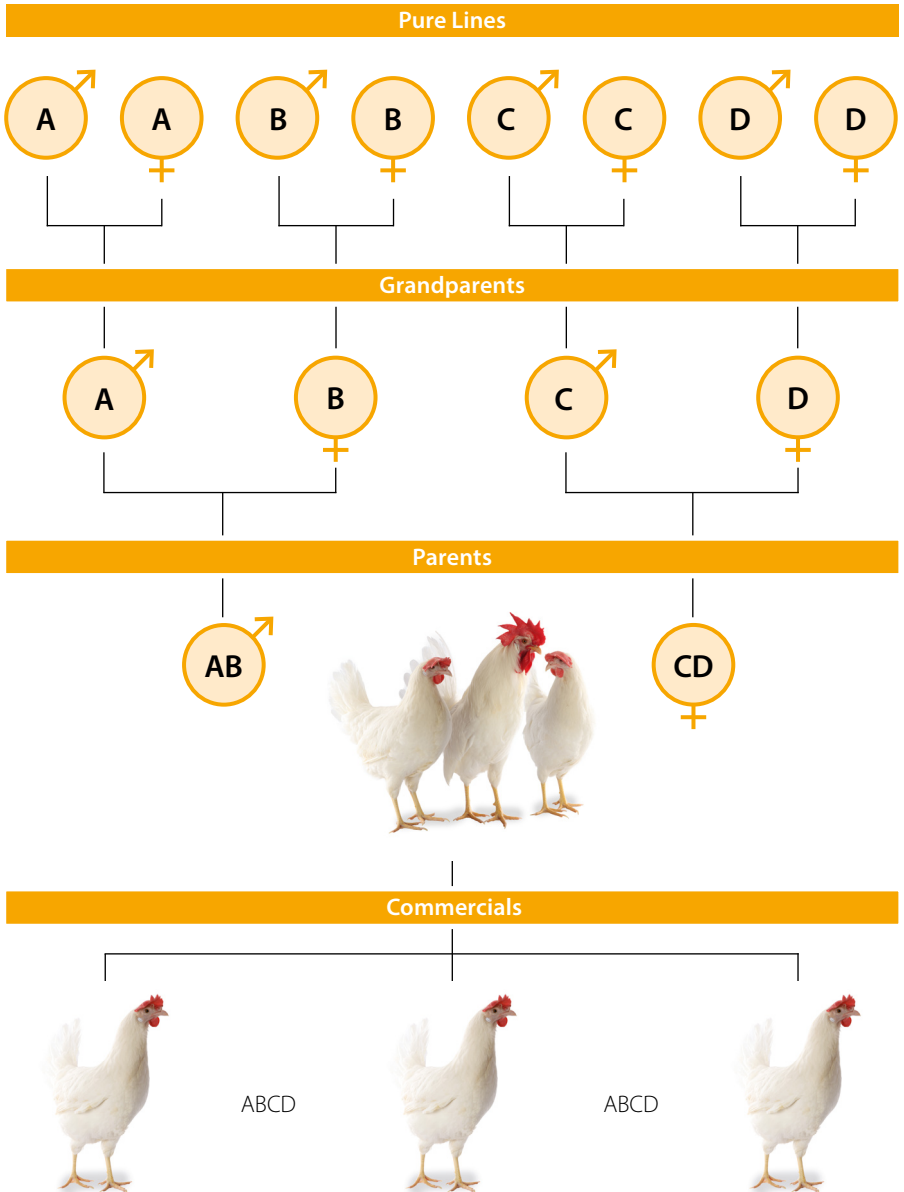 Pure Lines
A A B B C C D D
Grandparents
A B C D
Parents
AB CD
Commercials
ABCD ABCD